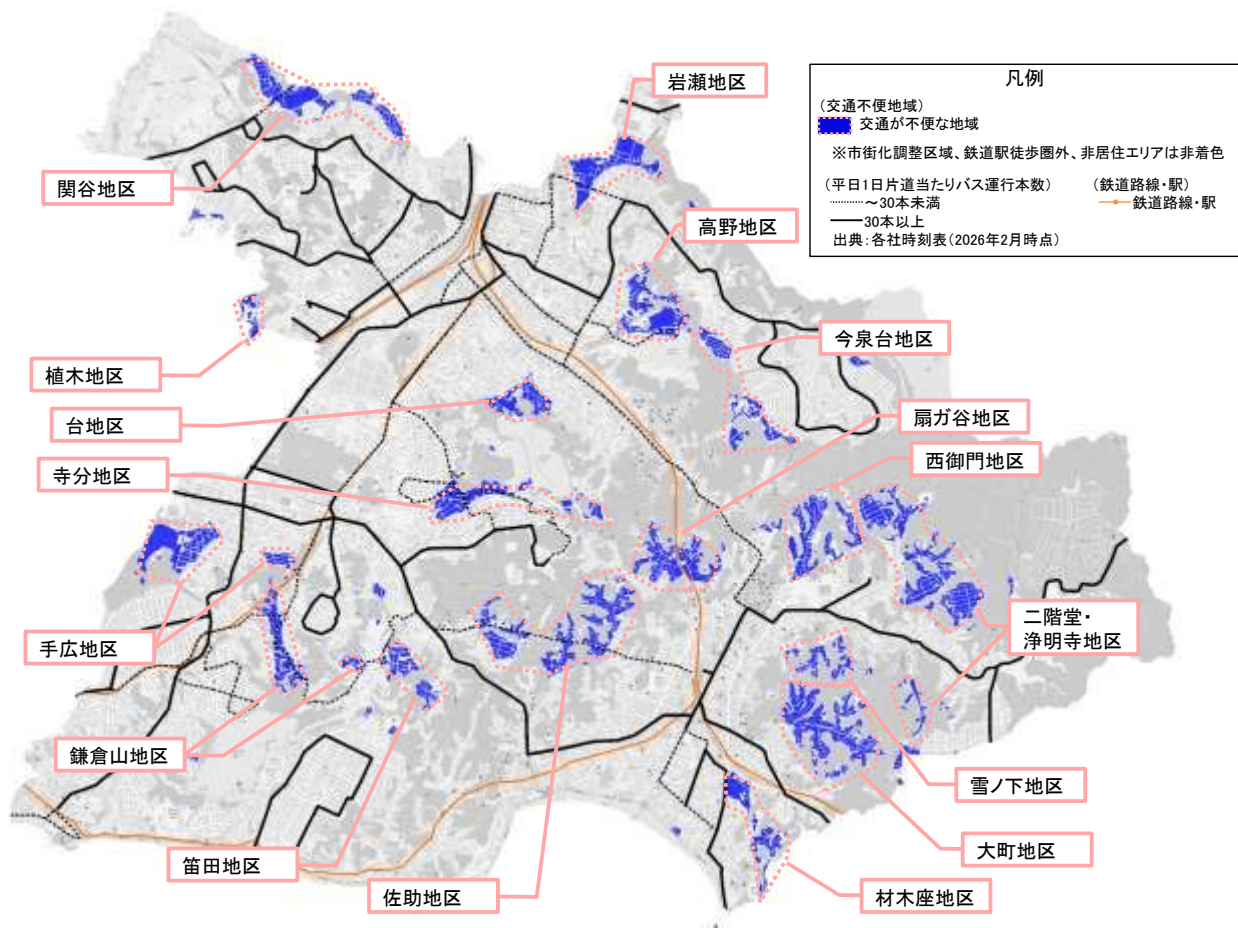 岩瀬地区
凡例
（交通不便地域）
交通が不便な地域
※市街化調整区域、鉄道駅徒歩圏外、非居住エリアは非着色
（平日1日片道当たりバス運行本数）
（鉄道路線・駅）
～30本未満
鉄道路線・駅
30本以上
出典：各社時刻表（2026年2月時点）
関谷地区
高野地区
今泉台地区
植木地区
台地区
扇ガ谷地区
西御門地区
寺分地区
二階堂・
浄明寺地区
手広地区
鎌倉山地区
雪ノ下地区
大町地区
笛田地区
佐助地区
材木座地区